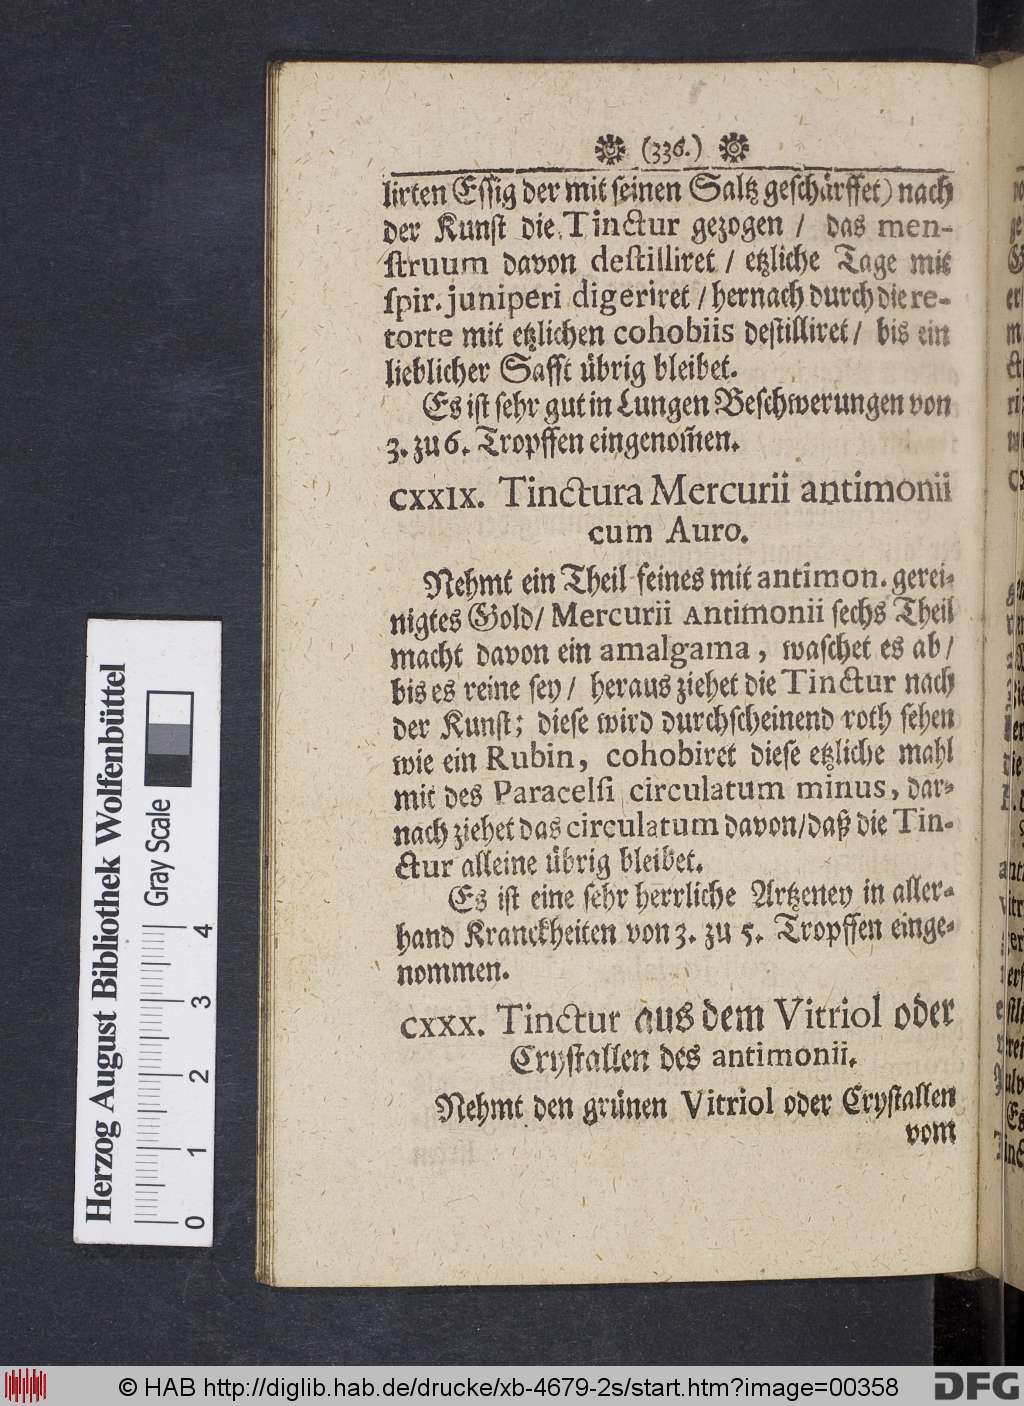 (336.)
lirten Essig der mit seinen Saltz geschärffet) nach
der Kunst die Tinctur gezogen / das men-
struum davon destilliret / etzliche Tage mit
spir. juniperi digeriret / hernach durch die re-
torte mit etzlichen cohobiis destilliret / bis ein
lieblicher Safft übrig bleibet.
Es ist sehr gut in Lungen Beschwerungen von
3. zu 6. Tropffen eingenom̄en.
CXXIX. Tinctura Mercurii antimonii
cum Auro.
Nehmt ein Theil feines mit antimon. gerei-
nigtes Gold / Mercurii Antimonii sechs Theil
macht davon ein amalgama, waschet es ab /
bis es reine sey / heraus ziehet die Tinctur nach
der Kunst; diese wird durchscheinend roth sehen
wie ein Rubin, cohobiret diese etzliche mahl
mit des Paracelsi circulatum minus, dar-
nach ziehet das circulatum davon / daß die Tin-
ctur alleine übrig bleibet.
Es ist eine sehr herrliche Artzeney in aller-
hand Kranckheiten von 3. zu 5. Tropffen einge-
nommen.
CXXX. Tinctur aus dem Vitriol oder
Crystallen des antimonii.
Nehmt den grünen Vitriol oder Crystallen
vom
Herzog August Bibliothek Wolfenbüttel
Gray Scale
0 1 2 3 4
© HAB http://diglib.hab.de/drucke/xb-4679-2s/start.htm?image=00358
DFG